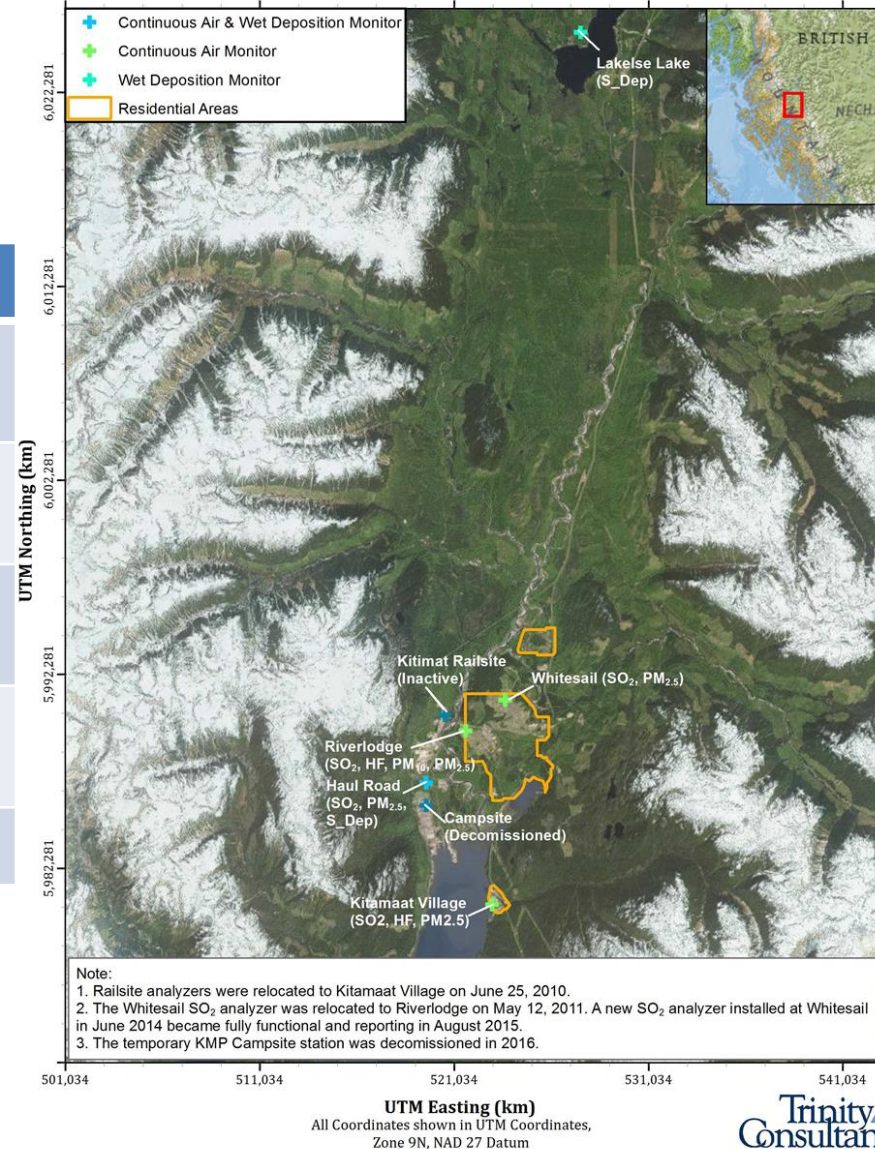 Continuous Air & Wet Deposition Monitor
Continuous Air Monitor
Wet Deposition Monitor
Residential Areas
Lakelse Lake
(S_Dep)
BRITISH
NECH
6,022,281
6,012,281
6,002,281
5,992,281
5,982,281
UTM Northing (km)
Kitimat Railsite
(Inactive)
Whitesail (SO₂, PM₂.₅)
Riverlodge
(SO₂, HF, PM₁₀, PM₂.₅)
Haul Road
(SO₂, PM₂.₅,
S_Dep)
Campsite
(Decomissioned)
Kitamaat Village
(SO2, HF, PM2.5)
Note:
1. Railsite analyzers were relocated to Kitamaat Village on June 25, 2010.
2. The Whitesail SO₂ analyzer was relocated to Riverlodge on May 12, 2011. A new SO₂ analyzer installed at Whitesail
in June 2014 became fully functional and reporting in August 2015.
3. The temporary KMP Campsite station was decomissioned in 2016.
501,034
511,034
521,034
531,034
541,034
UTM Easting (km)
All Coordinates shown in UTM Coordinates,
Zone 9N, NAD 27 Datum
Trinity
Consultan